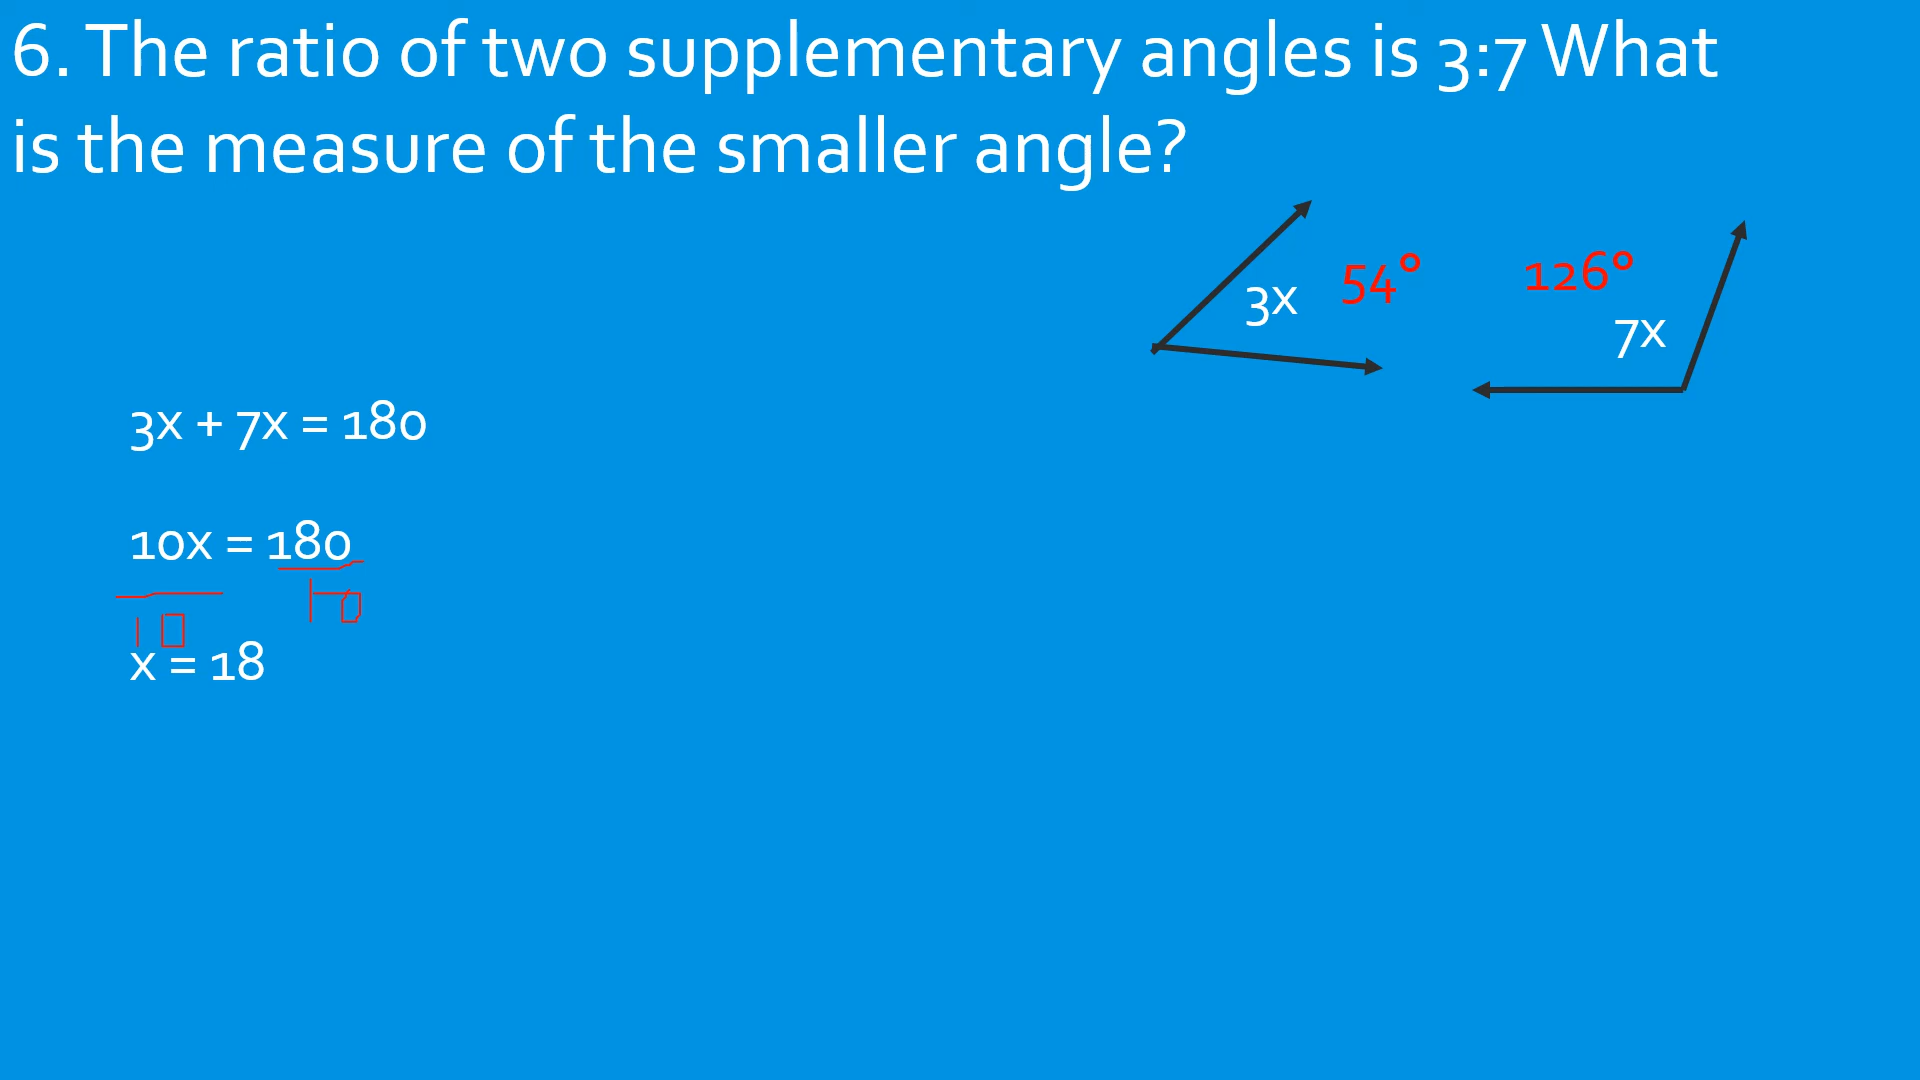 6. The ratio of two supplementary angles is 3:7 What
is the measure of the smaller angle?
3x 54°
126°
7x
3x + 7x = 180
10x = 180
10 10
x = 18